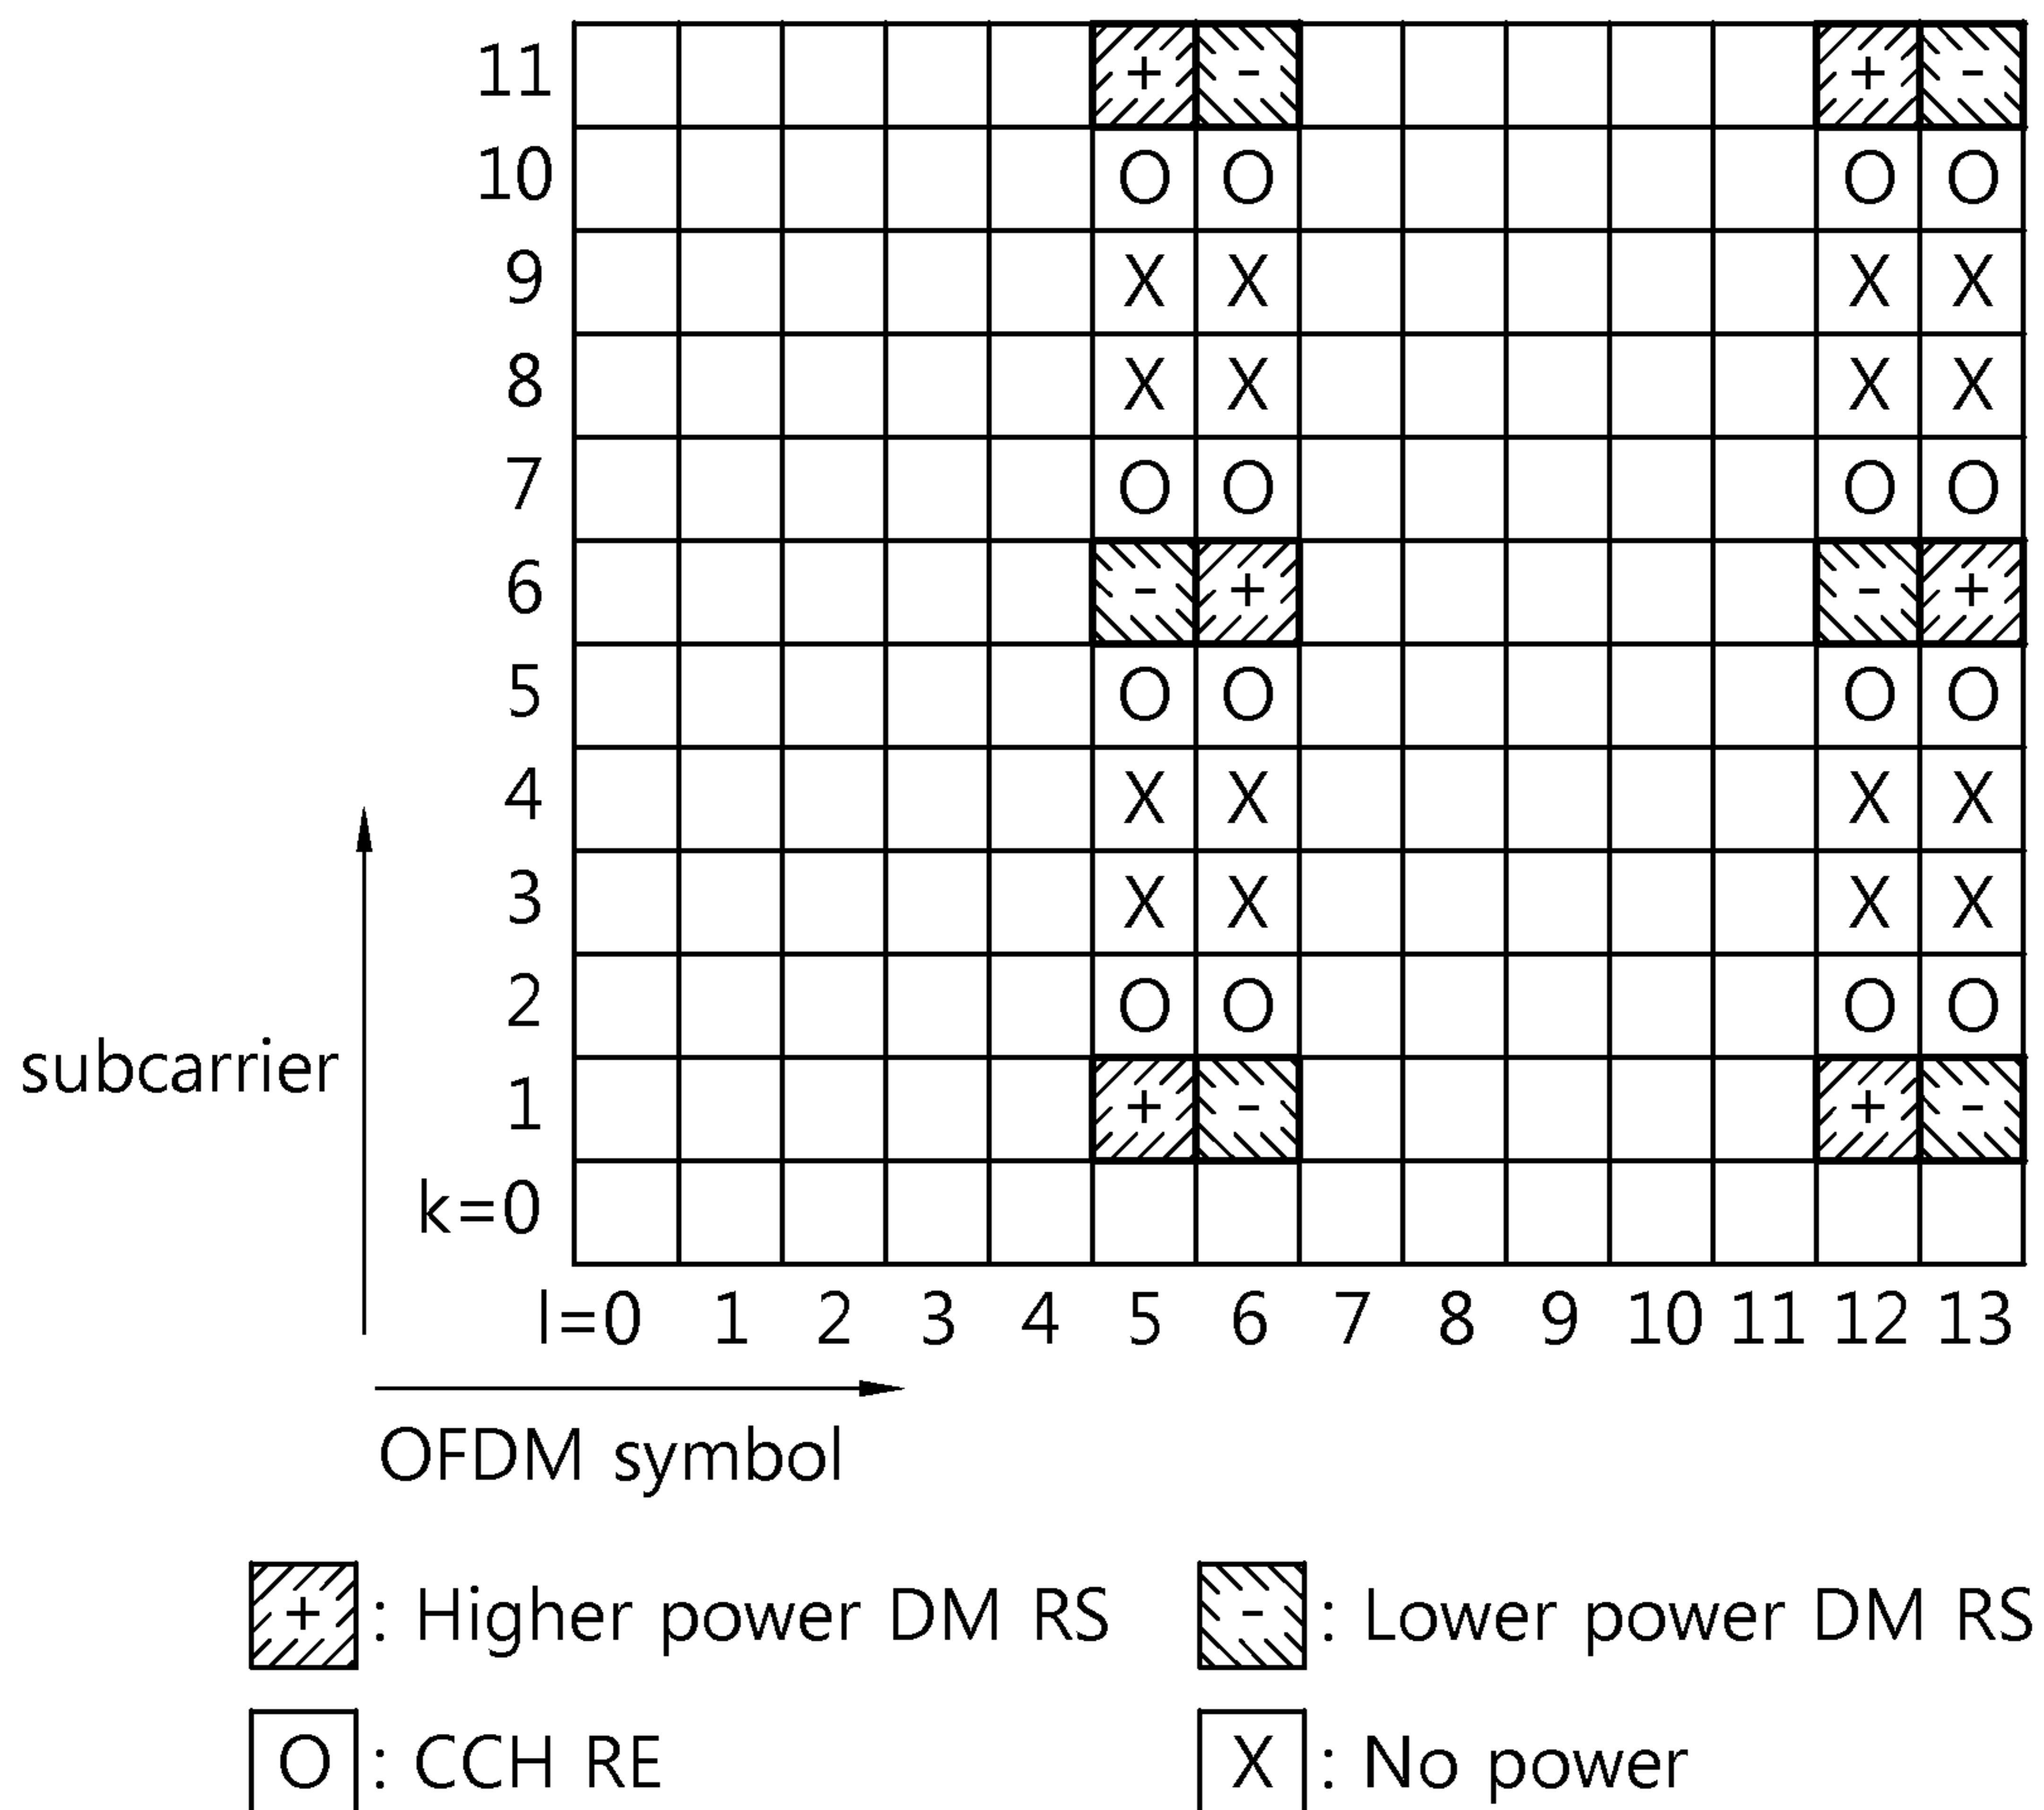 11 + - + -
10 O O O O
9 X X X X
8 X X X X
7 O O O O
6 - + - +
5 O O O O
4 X X X X
3 X X X X
2 O O O O
subcarrier
1 + - + -
k=0
l=0 1 2 3 4 5 6 7 8 9 10 11 12 13
OFDM symbol
+ : Higher power DM RS - : Lower power DM RS
O : CCH RE X : No power